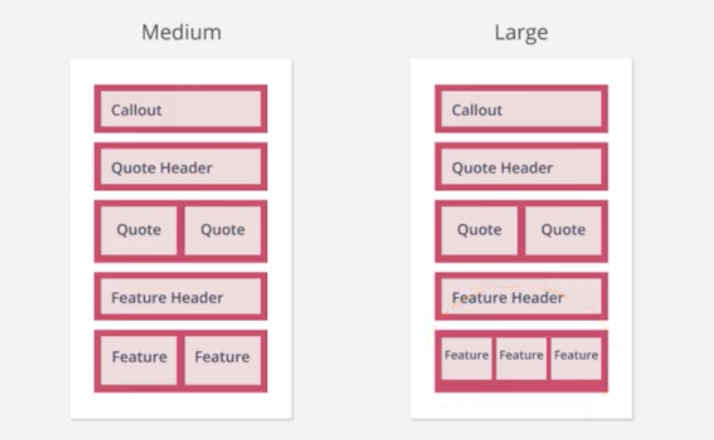 Medium
Callout
Quote Header
Quote Quote
Feature Header
Feature Feature
Large
Callout
Quote Header
Quote Quote
Feature Header
Feature Feature Feature